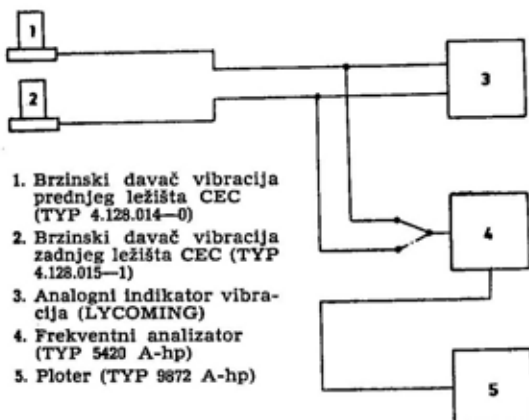 1
2
3
4
5
1. Brzinski davač vibracija
prednjeg ležišta CEC
(TYP 4.128.014—0)
2. Brzinski davač vibracija
zadnjeg ležišta CEC (TYP
4.128.015—1)
3. Analogni indikator vibra-
cija (LYCOMING)
4. Frekventni analizator
(TYP 5420 A-hp)
5. Ploter (TYP 9872 A-hp)